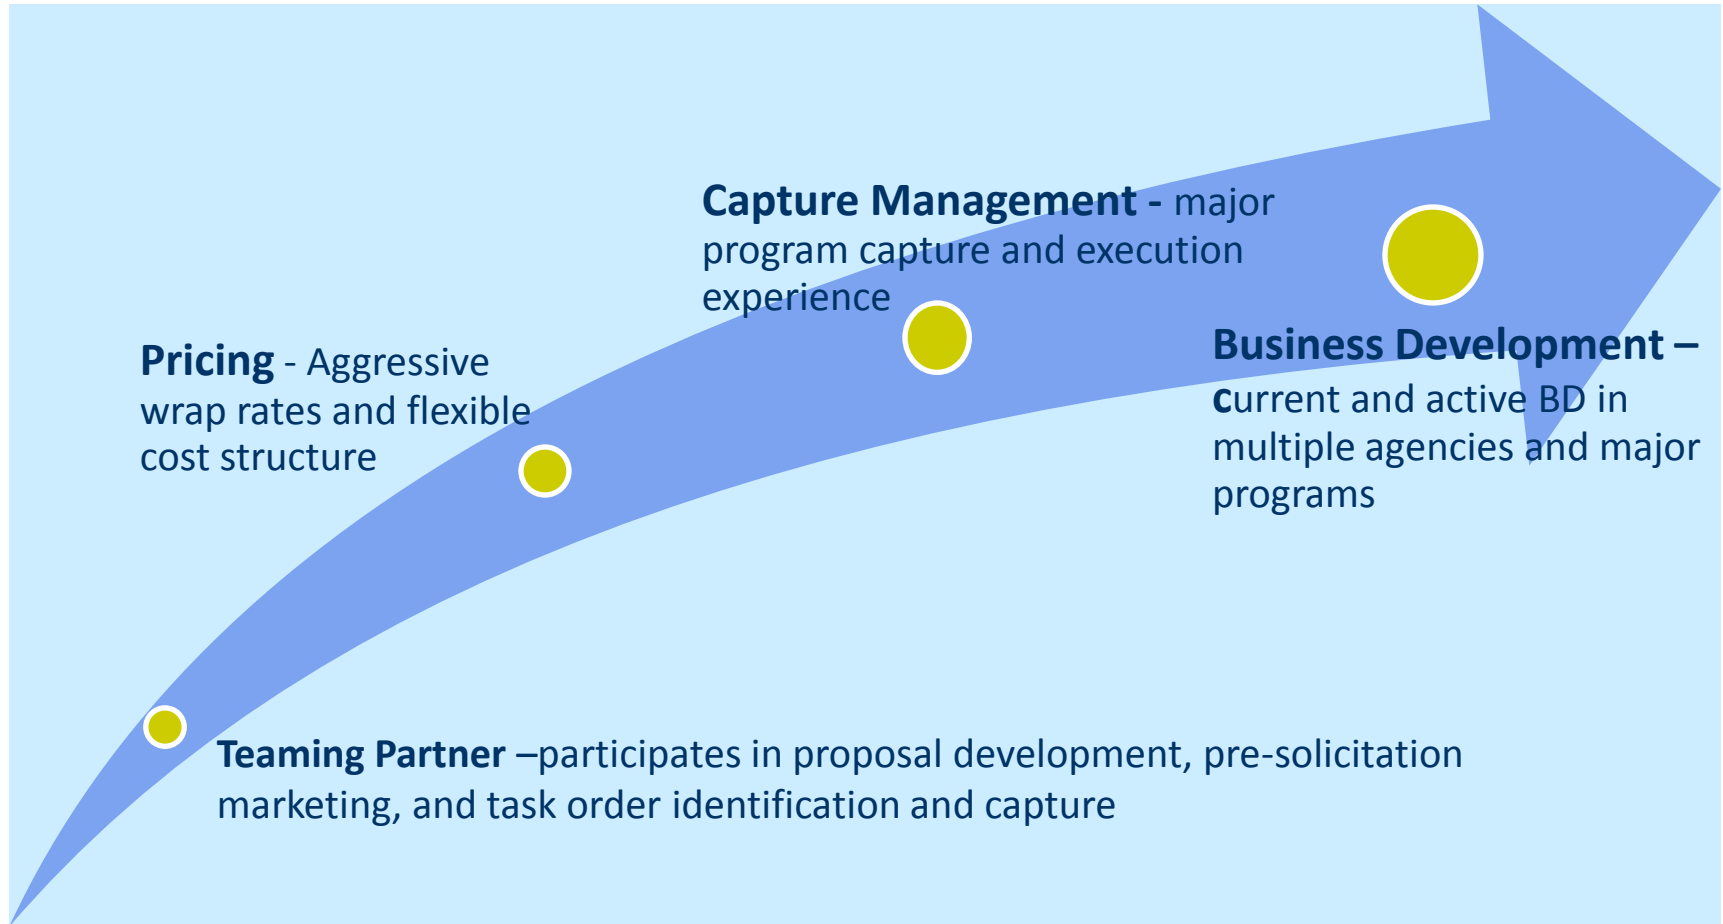 Capture Management - major
program capture and execution
experience
Pricing - Aggressive
wrap rates and flexible
cost structure
Business Development –
current and active BD in
multiple agencies and major
programs
Teaming Partner –participates in proposal development, pre-solicitation
marketing, and task order identification and capture